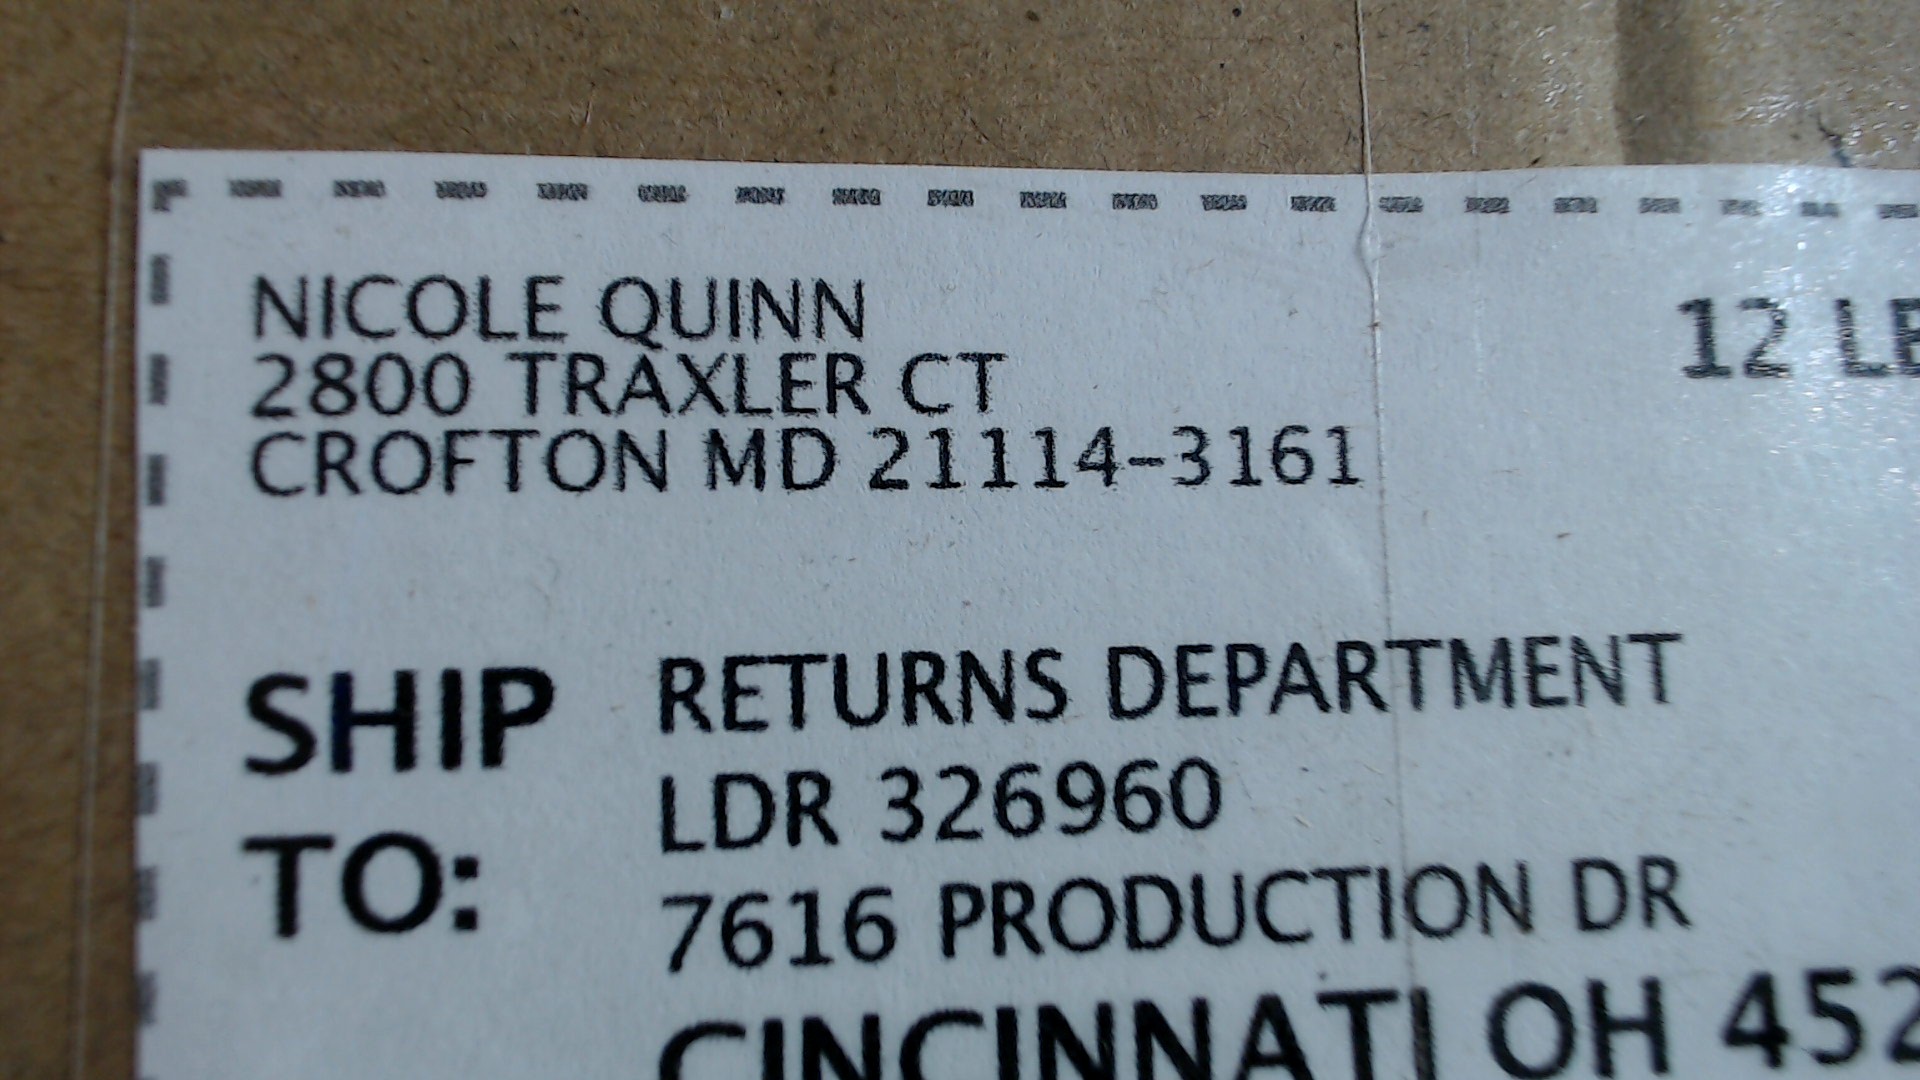 NICOLE QUINN
2800 TRAXLER CT
CROFTON MD 21114-3161
12
SHIP TO:
RETURNS DEPARTMENT
LDR 326960
7616 PRODUCTION DR
CINCINNATI OH